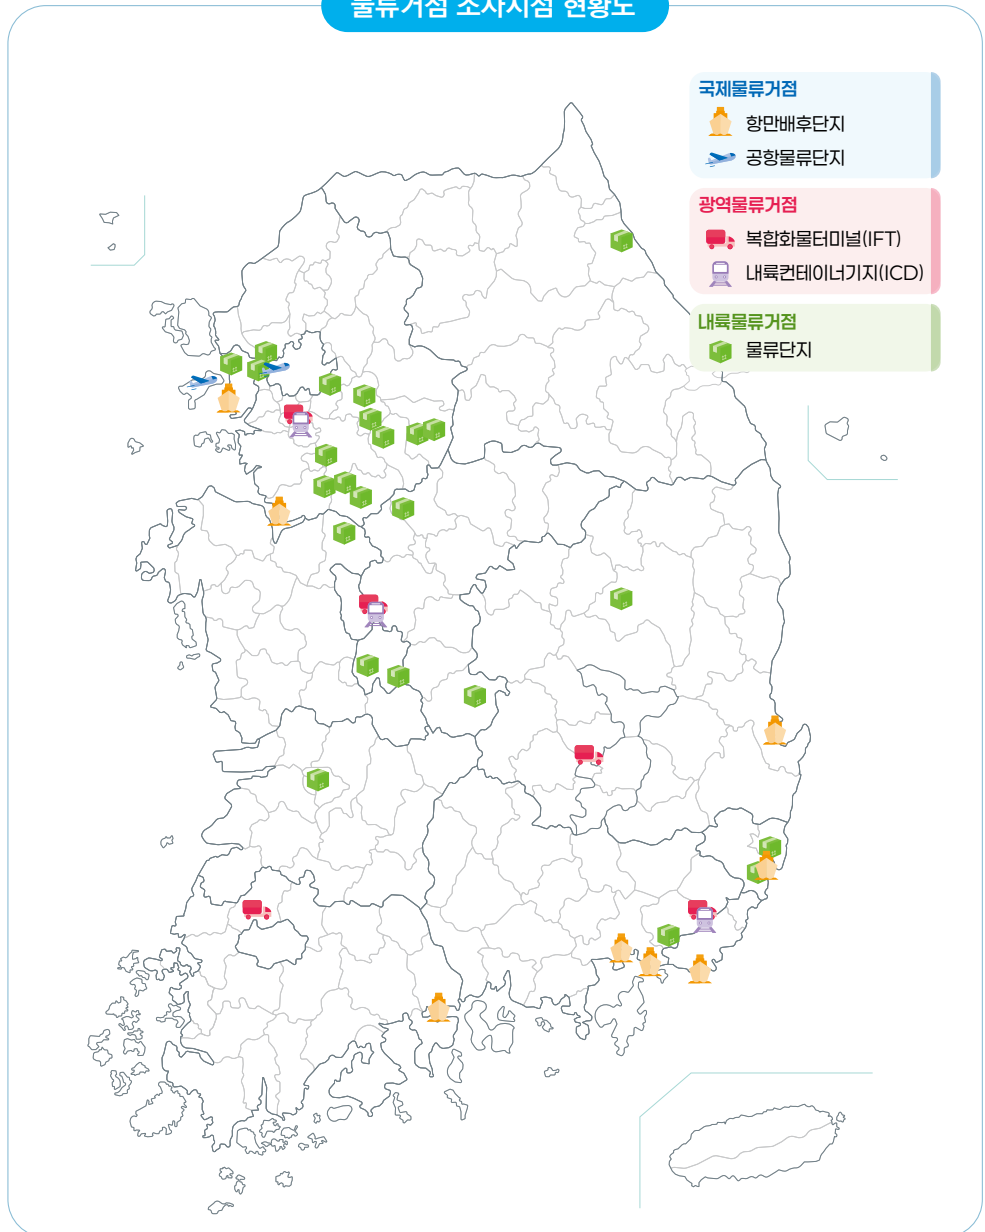 물류거점 조사지점 현황도
국제물류거점
항만배후단지
공항물류단지
광역물류거점
복합화물터미널(IFT)
내륙컨테이너기지(ICD)
내륙물류거점
물류단지